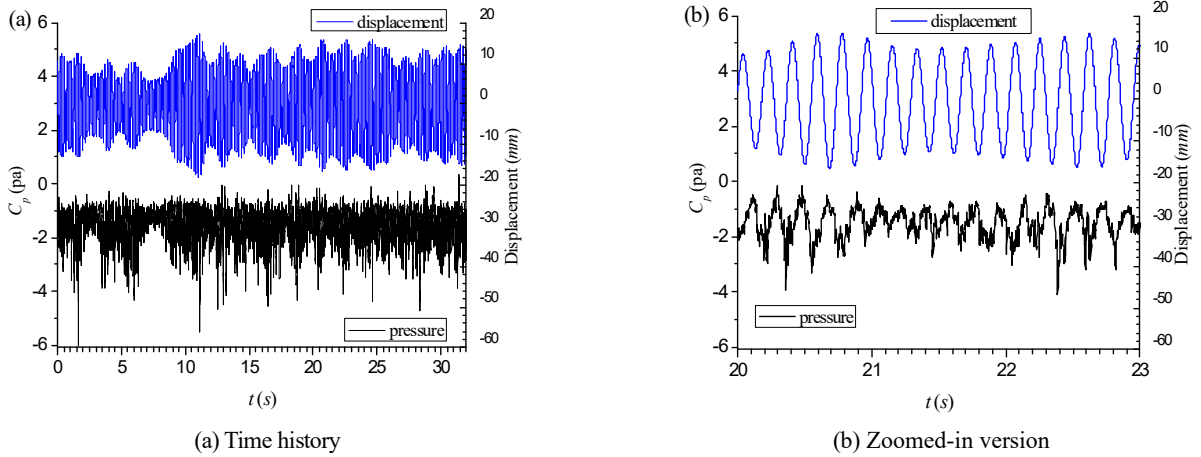 (a)
displacement
6
4
2
0
-2
-4
-6
C_p (pa)
20
10
0
-10
-20
-30
-40
-50
-60
Displacement (mm)
pressure
0 5 10 15 20 25 30
t (s)
(a) Time history
(b)
displacement
6
4
2
0
-2
-4
-6
C_p (pa)
20
10
0
-10
-20
-30
-40
-50
-60
Displacement (mm)
pressure
20 21 22 23
t (s)
(b) Zoomed-in version